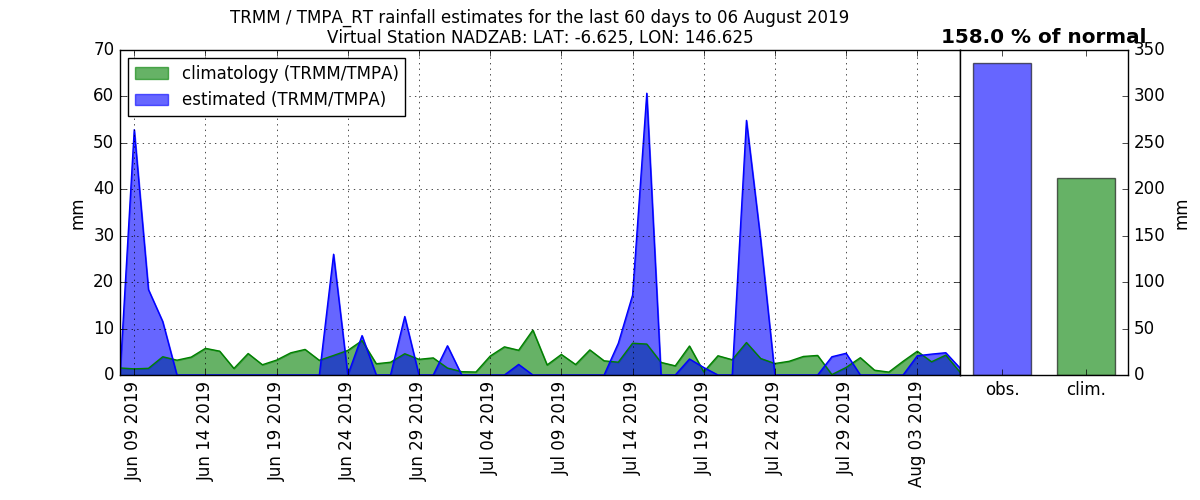 TRMM / TMPA_RT rainfall estimates for the last 60 days to 06 August 2019
Virtual Station NADZAB: LAT: -6.625, LON: 146.625
158.0 % of normal
climatology (TRMM/TMPA)
estimated (TRMM/TMPA)
mm
70
60
50
40
30
20
10
0
Jun 09 2019
Jun 14 2019
Jun 19 2019
Jun 24 2019
Jun 29 2019
Jul 04 2019
Jul 09 2019
Jul 14 2019
Jul 19 2019
Jul 24 2019
Jul 29 2019
Aug 03 2019
obs.
clim.
350
300
250
200
150
100
50
0
mm